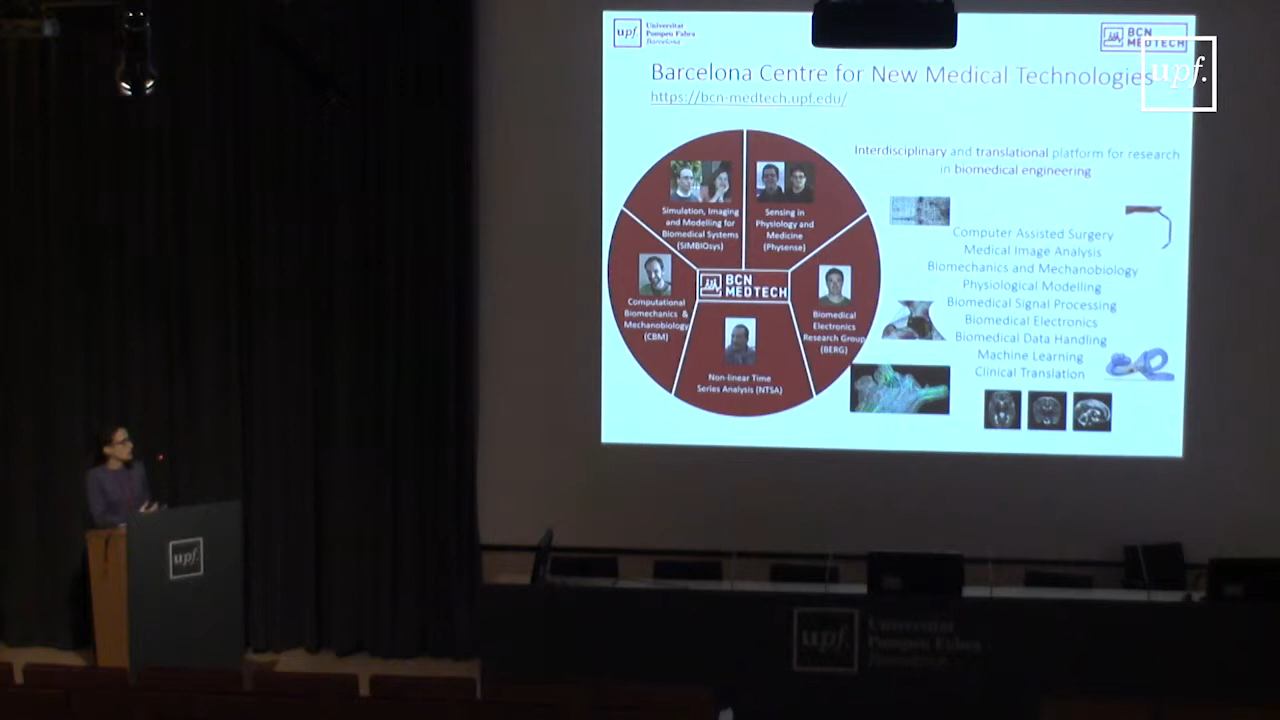 upf.
Universitat
Pompeu Fabra
Barcelona
BCN
MEDTECH
upf.
Barcelona Centre for New Medical Technologies
https://bcn-medtech.upf.edu/
Interdisciplinary and translational platform for research
in biomedical engineering
Simulation, Imaging
and Modelling for
Biomedical Systems
(SIMBIOsys)
Sensing in
Physiology and
Medicine
(Physense)
Computational
Biomechanics &
Mechanobiology
(CBM)
BCN
MEDTECH
Biomedical
Electronics
Research Group
(BERG)
Non-linear Time
Series Analysis (NTSA)
Computer Assisted Surgery
Medical Image Analysis
Biomechanics and Mechanobiology
Physiological Modelling
Biomedical Signal Processing
Biomedical Electronics
Biomedical Data Handling
Machine Learning
Clinical Translation
upf.
upf.
Universitat
Pompeu Fabra
Barcelona